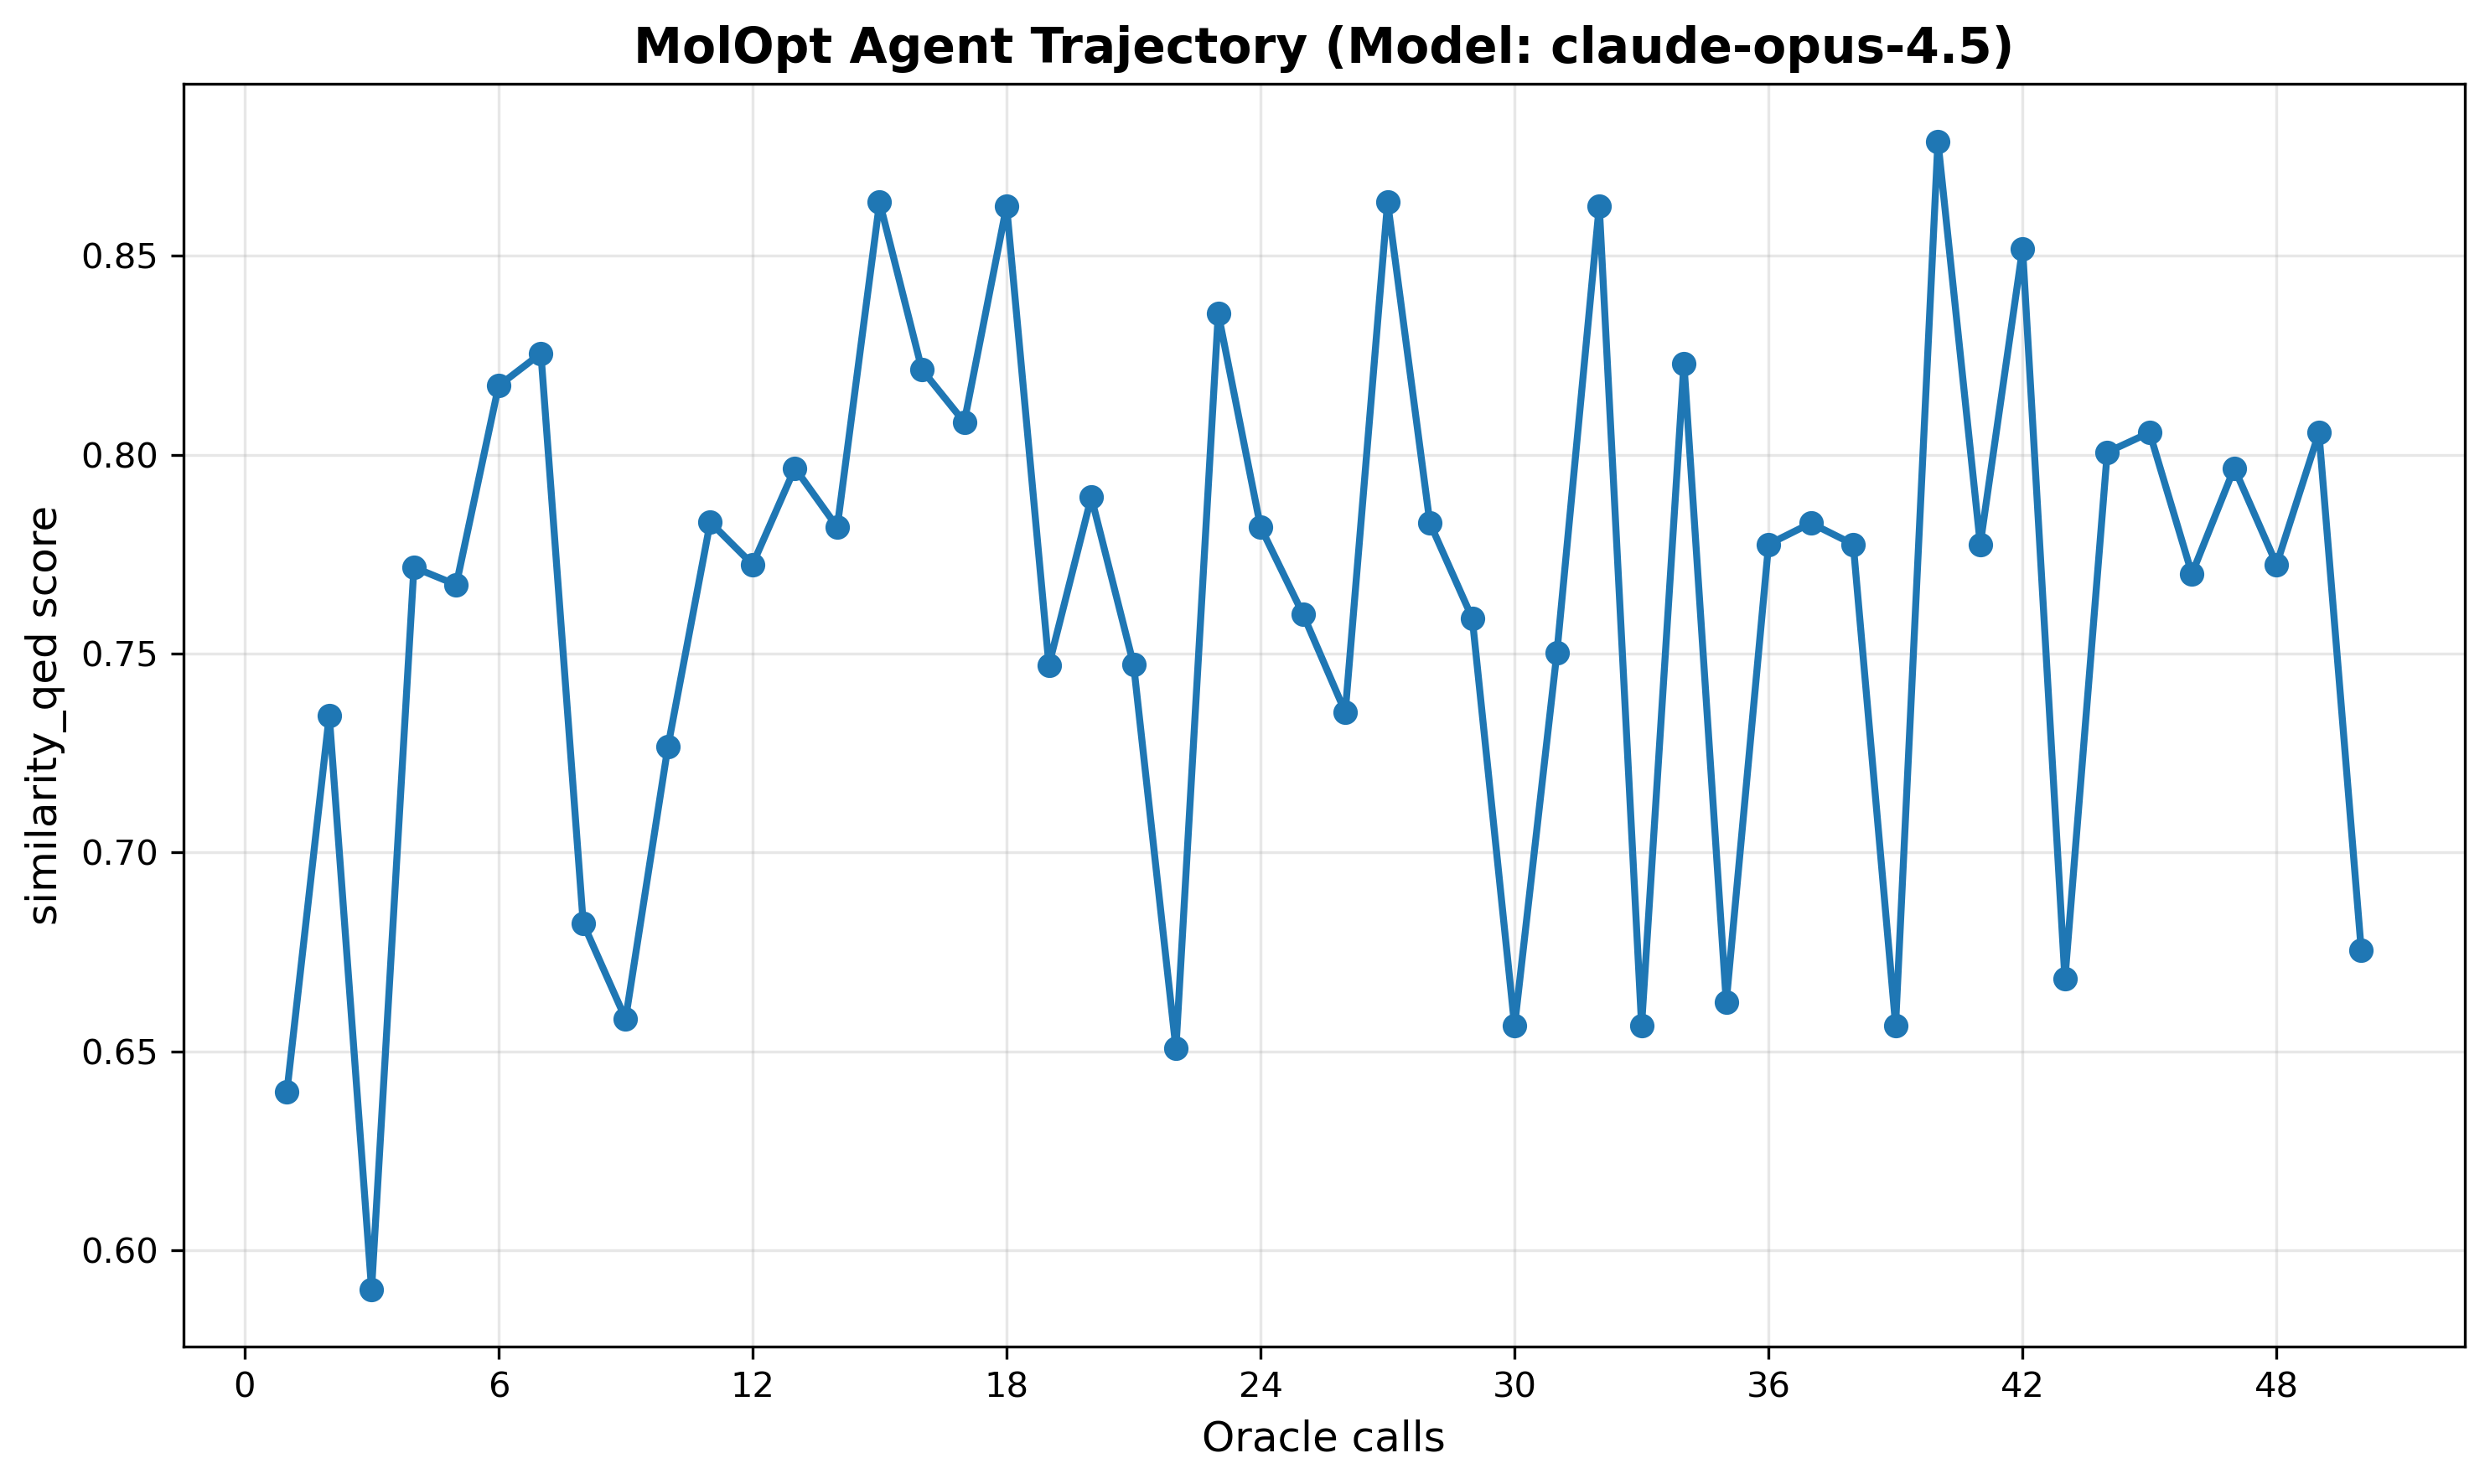 MolOpt Agent Trajectory (Model: claude-opus-4.5)
similarity_qed score
0.85
0.80
0.75
0.70
0.65
0.60
0 6 12 18 24 30 36 42 48
Oracle calls